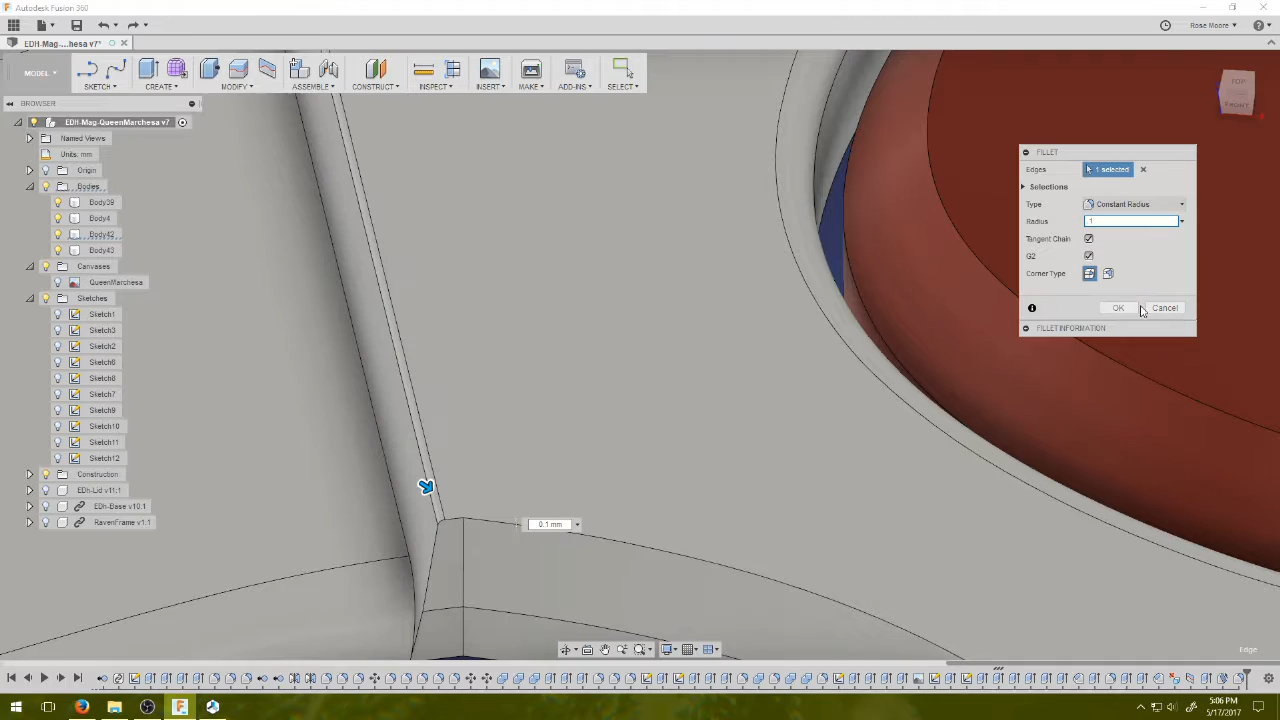 Autodesk Fusion 360
Rose Moore
EDH-Mag-...hesa v7*
MODEL
SKETCH
CREATE
MODIFY
ASSEMBLE
CONSTRUCT
INSPECT
INSERT
MAKE
ADD-INS
SELECT
TOP
FRONT
BROWSER
EDH-Mag-QueenMarchesa v7
Named Views
Units: mm
Origin
Bodies
Body39
Body4
Body42
Body43
Canvases
QueenMarchesa
Sketches
Sketch1
Sketch3
Sketch2
Sketch6
Sketch8
Sketch7
Sketch9
Sketch10
Sketch11
Sketch12
Construction
EDh-Lid v11:1
EDh-Base v10:1
RavenFrame v1:1
FILLET
Edges 1 selected
Selections
Type Constant Radius
Radius .1
Tangent Chain
G2
Corner Type
OK Cancel
FILLET INFORMATION
0.1 mm
Edge
5:06 PM
5/17/2017